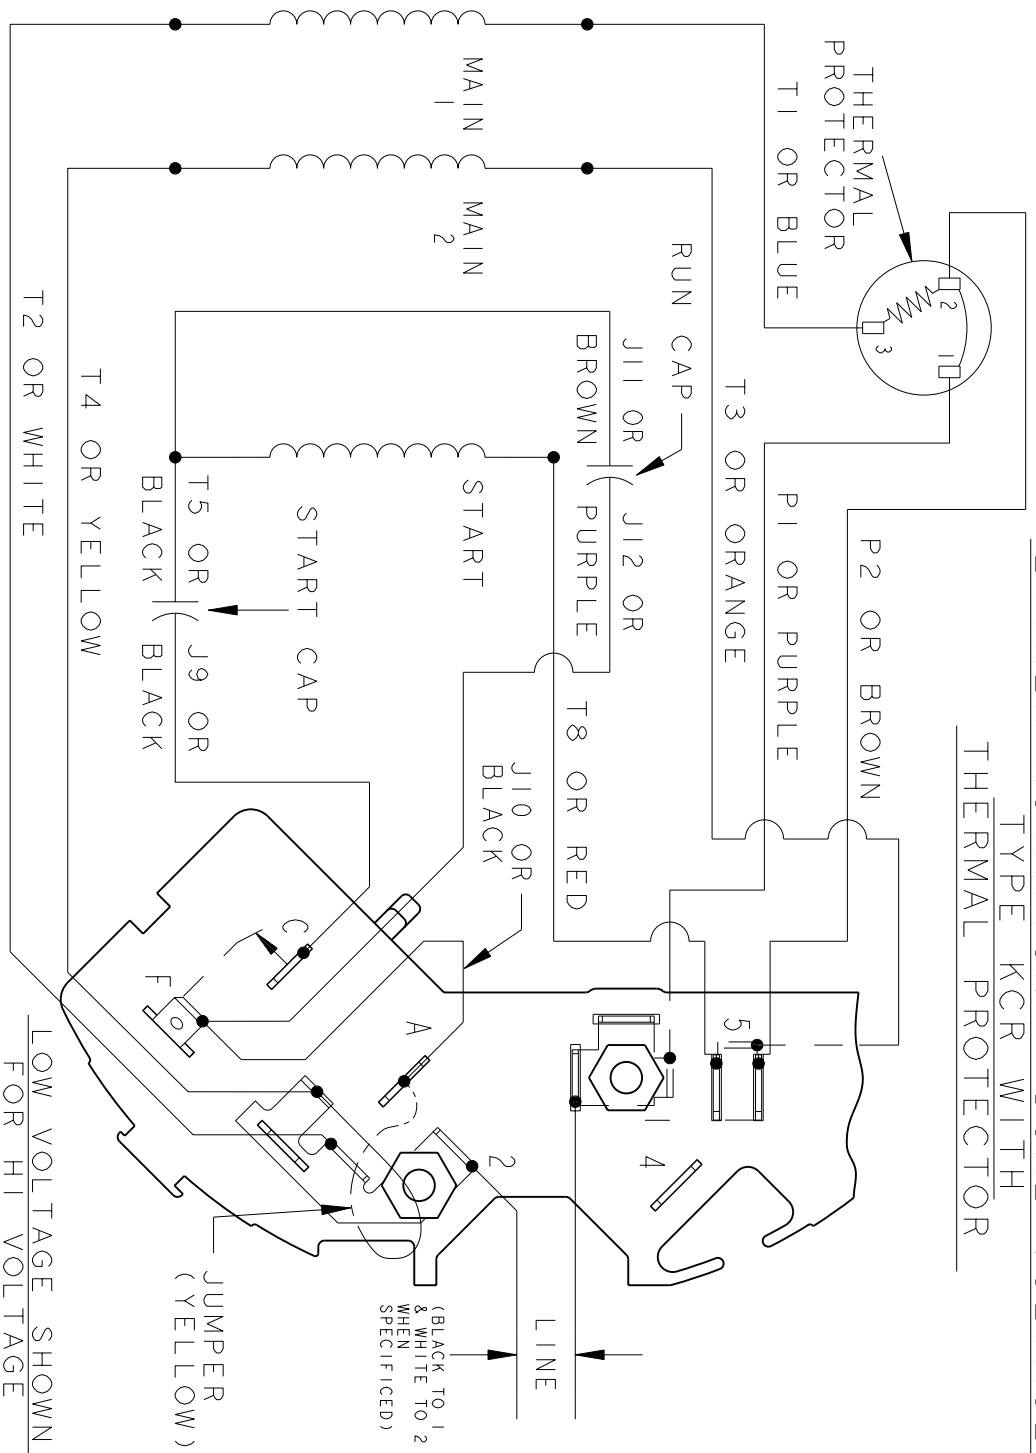 TYPE KCR WITH
THERMAL PROTECTOR
THERMAL
PROTECTOR
T1 OR BLUE
2
1
3
P2 OR BROWN
P1 OR PURPLE
T3 OR ORANGE
RUN CAP
J11 OR
BROWN
J12 OR
PURPLE
T8 OR RED
J10 OR
BLACK
MAIN
1
MAIN
2
START
START CAP
T5 OR
BLACK
J9 OR
BLACK
T4 OR YELLOW
T2 OR WHITE
5
1
4
2
A
C
F
LINE
(BLACK TO 1
& WHITE TO 2
WHEN
SPECIFICED)
JUMPER
(YELLOW)
LOW VOLTAGE SHOWN
FOR HI VOLTAGE